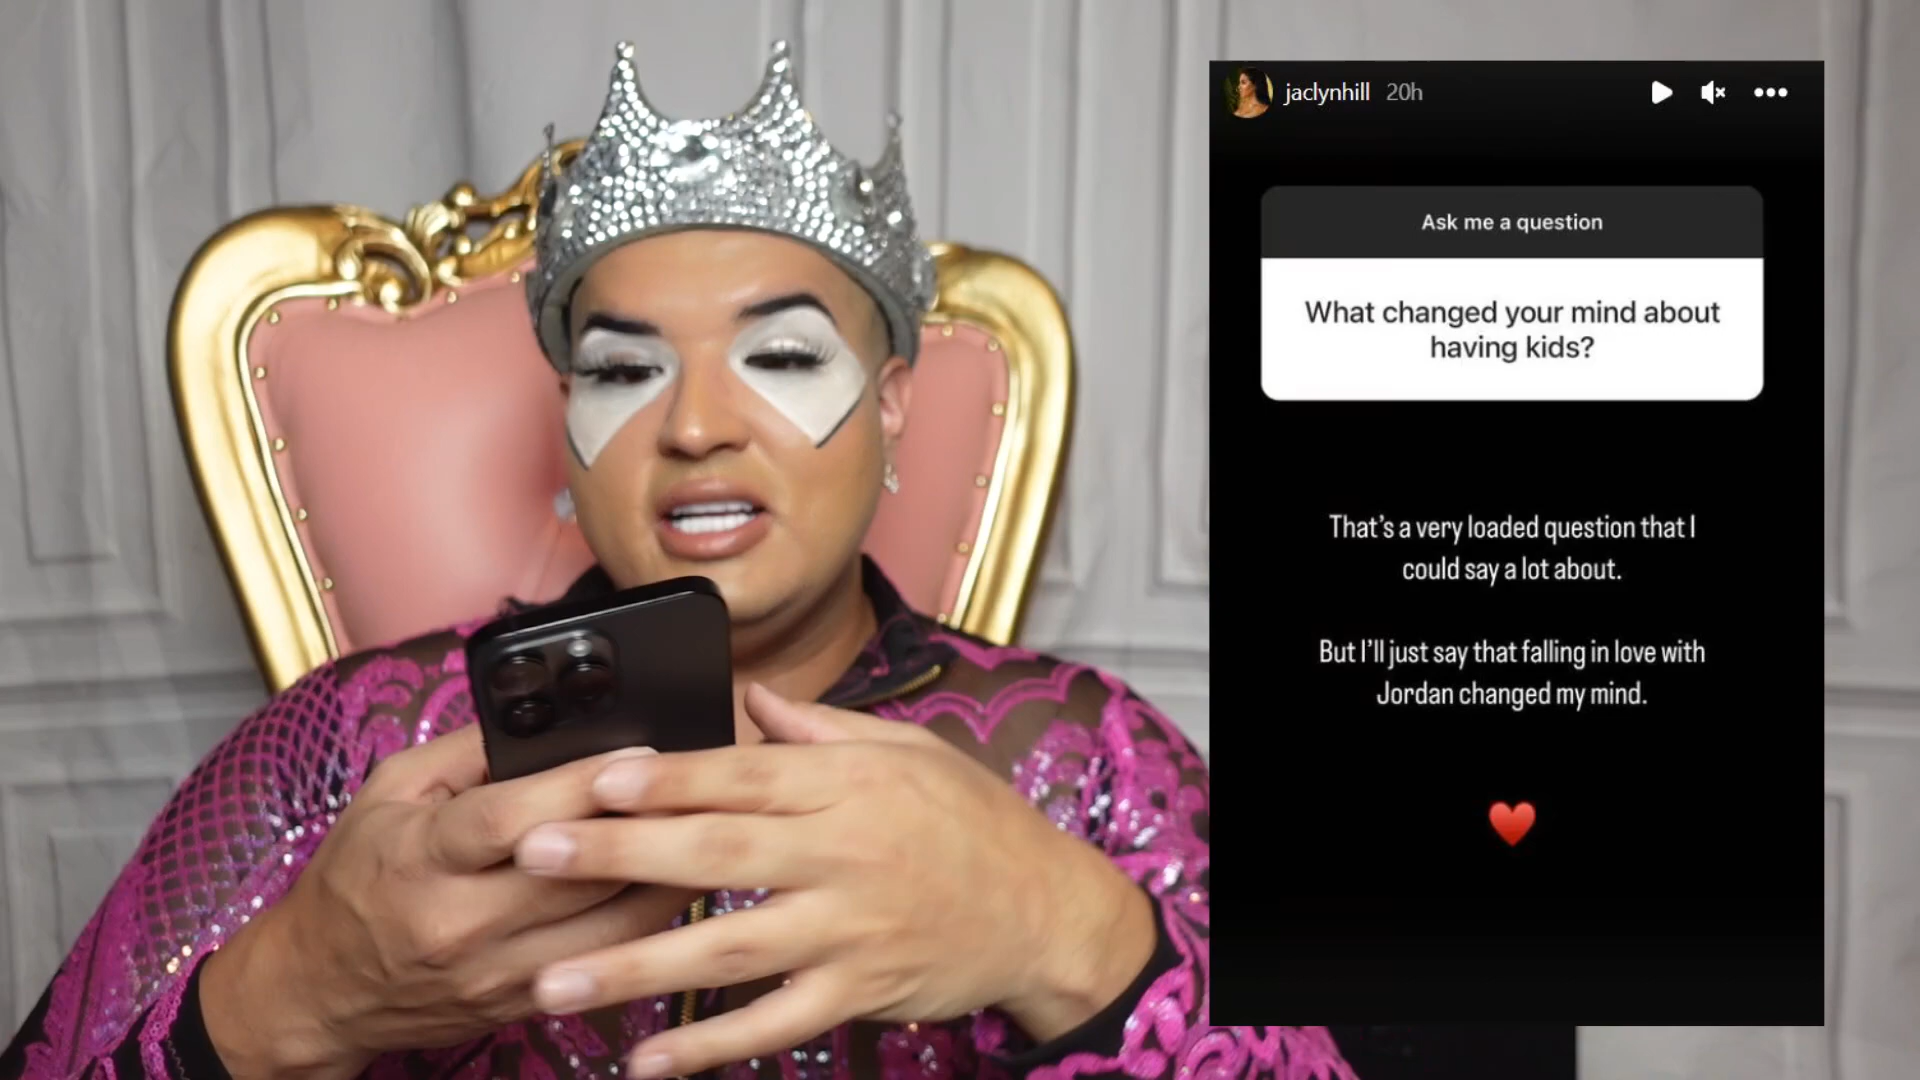 jaclynhill 20h
Ask me a question
What changed your mind about
having kids?
That's a very loaded question that I
could say a lot about.
But I'll just say that falling in love with
Jordan changed my mind.